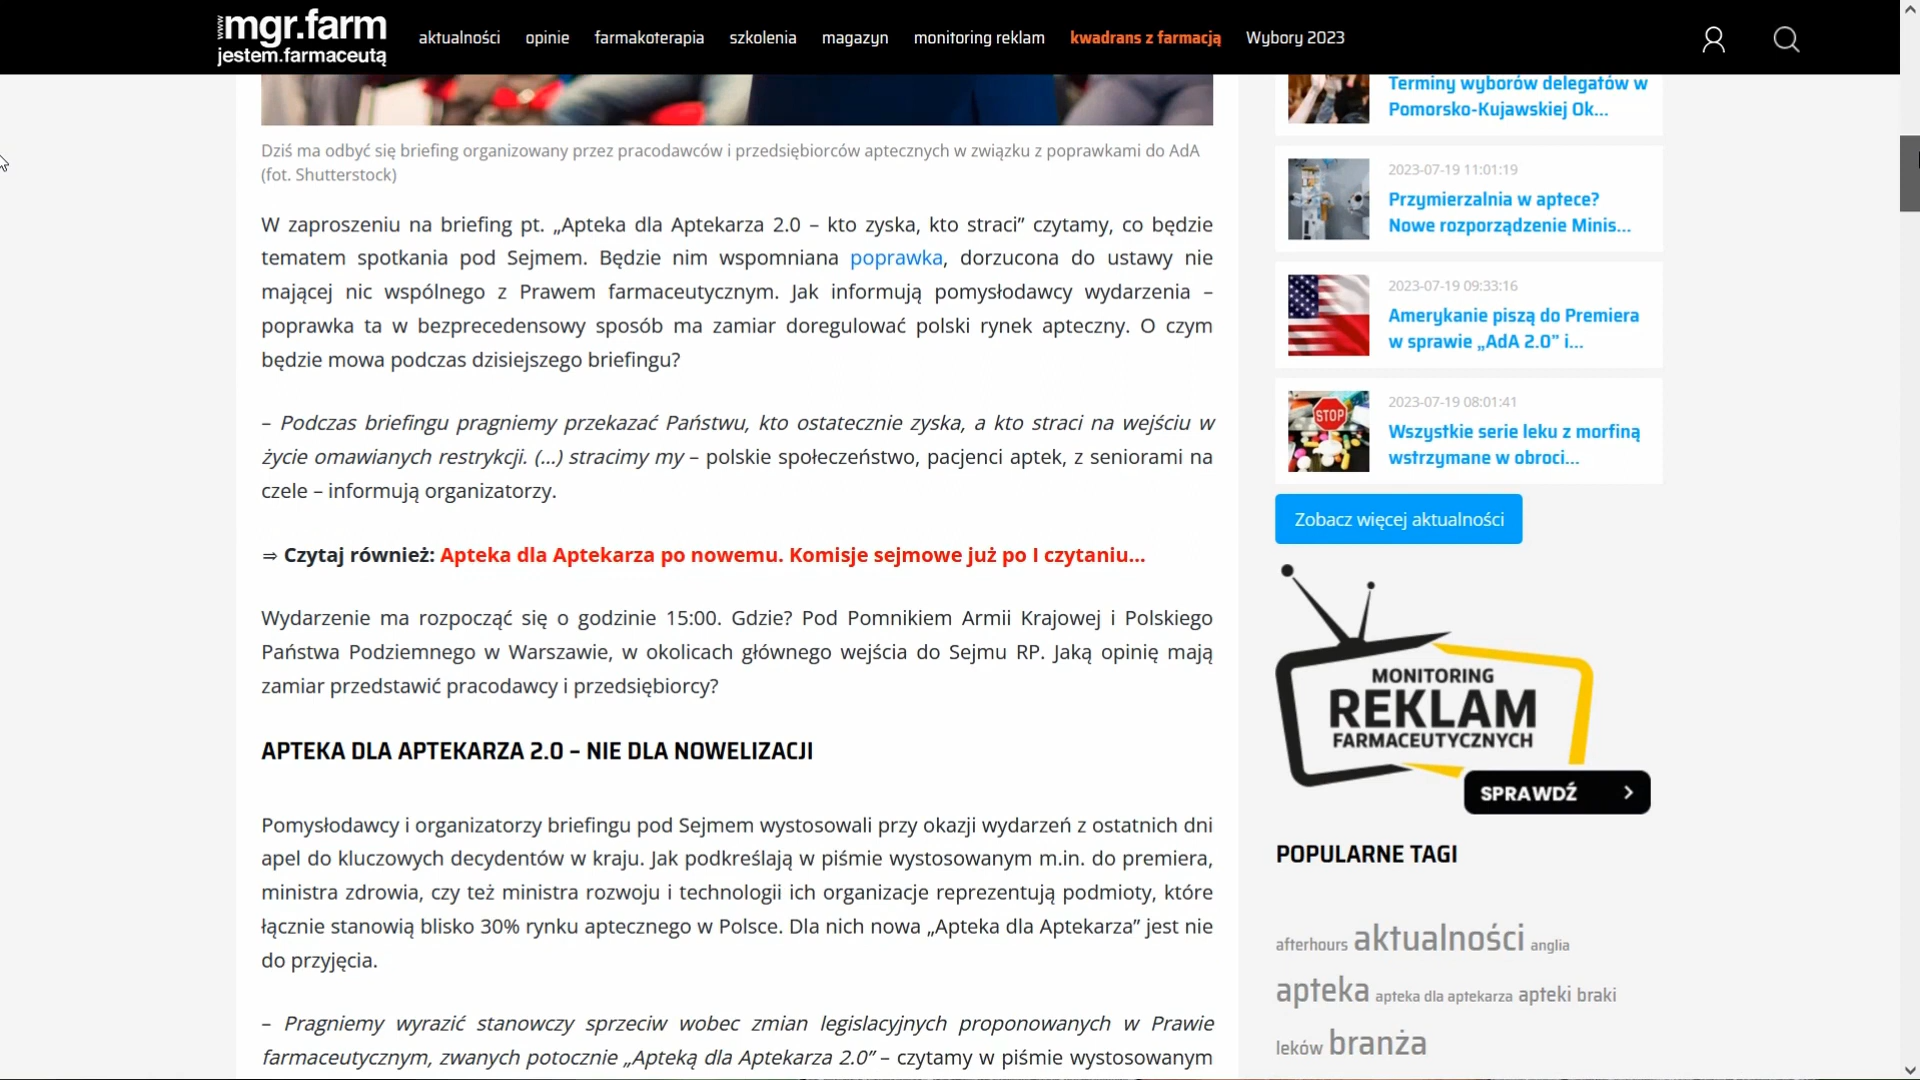 www
mgr.farm
jestem.farmaceutą
aktualności opinie farmakoterapia szkolenia magazyn monitoring reklam kwadrans z farmacją Wybory 2023
Dziś ma odbyć się briefing organizowany przez pracodawców i przedsiębiorców aptecznych w związku z poprawkami do AdA
(fot. Shutterstock)
W zaproszeniu na briefing pt. „Apteka dla Aptekarza 2.0 – kto zyska, kto straci” czytamy, co będzie
tematem spotkania pod Sejmem. Będzie nim wspomniana poprawka, dorzucona do ustawy nie
mającej nic wspólnego z Prawem farmaceutycznym. Jak informują pomysłodawcy wydarzenia –
poprawka ta w bezprecedensowy sposób ma zamiar doregulować polski rynek apteczny. O czym
będzie mowa podczas dzisiejszego briefingu?
– Podczas briefingu pragniemy przekazać Państwu, kto ostatecznie zyska, a kto straci na wejściu w
życie omawianych restrykcji. (…) stracimy my – polskie społeczeństwo, pacjenci aptek, z seniorami na
czele – informują organizatorzy.
⇒ Czytaj również: Apteka dla Aptekarza po nowemu. Komisje sejmowe już po I czytaniu…
Wydarzenie ma rozpocząć się o godzinie 15:00. Gdzie? Pod Pomnikiem Armii Krajowej i Polskiego
Państwa Podziemnego w Warszawie, w okolicach głównego wejścia do Sejmu RP. Jaką opinię mają
zamiar przedstawić pracodawcy i przedsiębiorcy?
APTEKA DLA APTEKARZA 2.0 – NIE DLA NOWELIZACJI
Pomysłodawcy i organizatorzy briefingu pod Sejmem wystosowali przy okazji wydarzeń z ostatnich dni
apel do kluczowych decydentów w kraju. Jak podkreślają w piśmie wystosowanym m.in. do premiera,
ministra zdrowia, czy też ministra rozwoju i technologii ich organizacje reprezentują podmioty, które
łącznie stanowią blisko 30% rynku aptecznego w Polsce. Dla nich nowa „Apteka dla Aptekarza” jest nie
do przyjęcia.
– Pragniemy wyrazić stanowczy sprzeciw wobec zmian legislacyjnych proponowanych w Prawie
farmaceutycznym, zwanych potocznie „Apteką dla Aptekarza 2.0” – czytamy w piśmie wystosowanym
Terminy wyborów delegatów w
Pomorsko-Kujawskiej Ok...
2023-07-19 11:01:19
Przymierzalnia w aptece?
Nowe rozporządzenie Minis...
2023-07-19 09:33:16
Amerykanie piszą do Premiera
w sprawie „AdA 2.0” i...
STOP
2023-07-19 08:01:41
Wszystkie serie leku z morfiną
wstrzymane w obroci...
Zobacz więcej aktualności
MONITORING
REKLAM
FARMACEUTYCZNYCH
SPRAWDŹ
POPULARNE TAGI
afterhours aktualności anglia
apteka apteka dla aptekarza apteki braki
leków branża